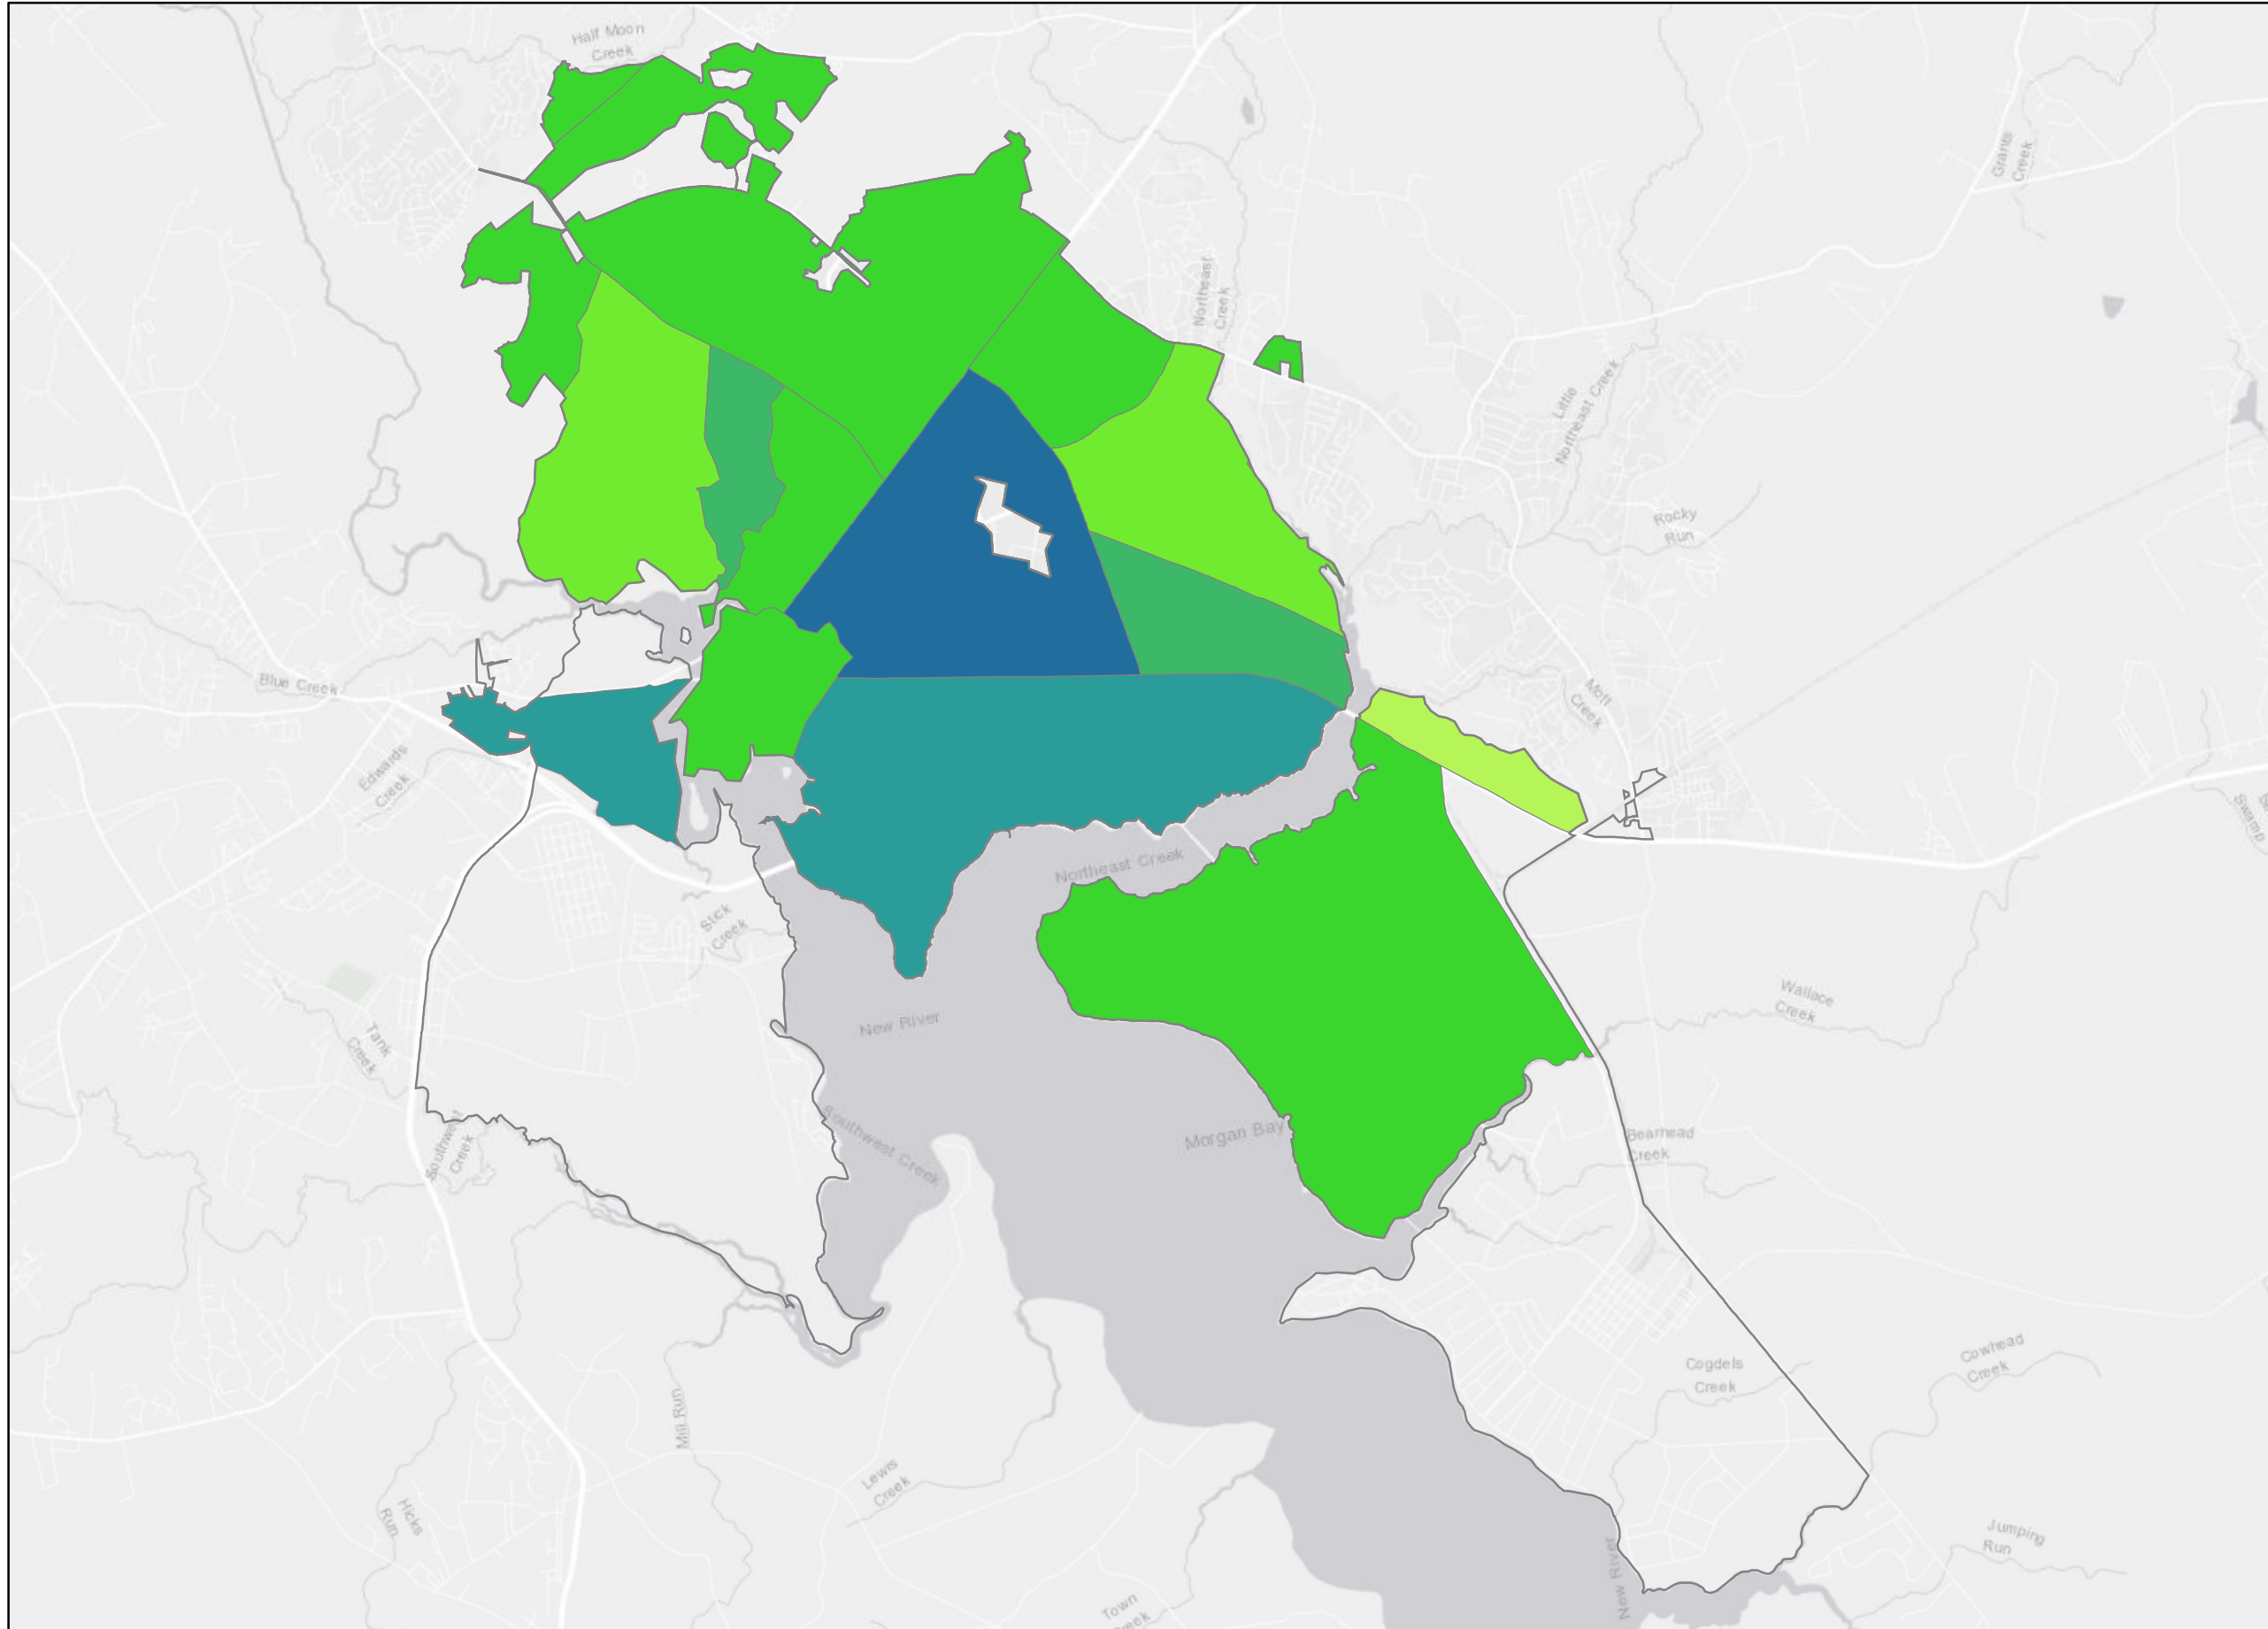 Half Moon
Creek
Grants
Creek
Northeast
Creek
Little
Northeast Creek
Rocky
Run
Blue Creek
Mott
Creek
Edwards
Creek
Swamp
Northeast Creek
Stick
Creek
Wallace
Creek
New River
Tank
Creek
Southwest Creek
Morgan Bay
Bearhead
Creek
Southwest
Creek
Cowhead
Creek
Cogdels
Creek
Mill Run
Lewis
Creek
Hicks
Run
Jumping
Run
New River
Town